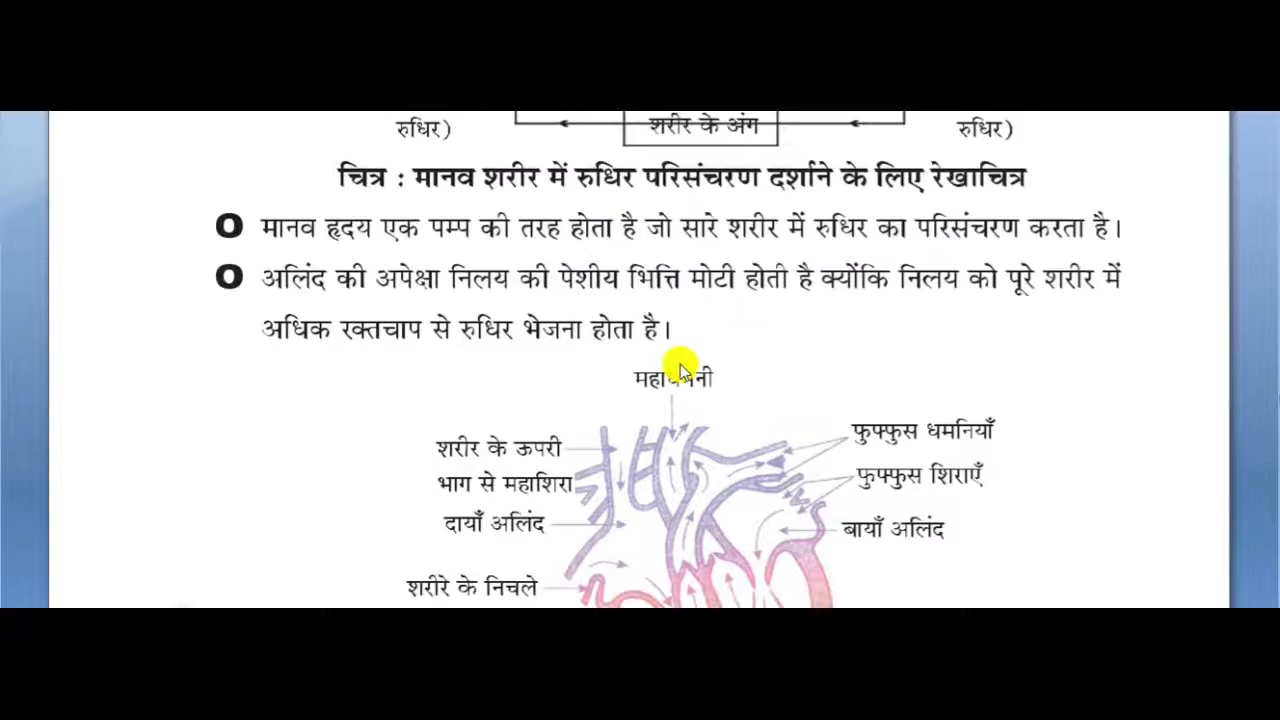 रुधिर) शरीर के अंग रुधिर)
चित्र : मानव शरीर में रुधिर परिसंचरण दर्शाने के लिए रेखाचित्र
O मानव हृदय एक पम्प की तरह होता है जो सारे शरीर में रुधिर का परिसंचरण करता है।
O अलिंद की अपेक्षा निलय की पेशीय भित्ति मोटी होती है क्योंकि निलय को पूरे शरीर में
अधिक रक्तचाप से रुधिर भेजना होता है।
शरीर के ऊपरी
भाग से महाशिरा
दायाँ अलिंद
शरीरे के निचले
फुफ्फुस धमनियाँ
फुफ्फुस शिराएँ
बायाँ अलिंद